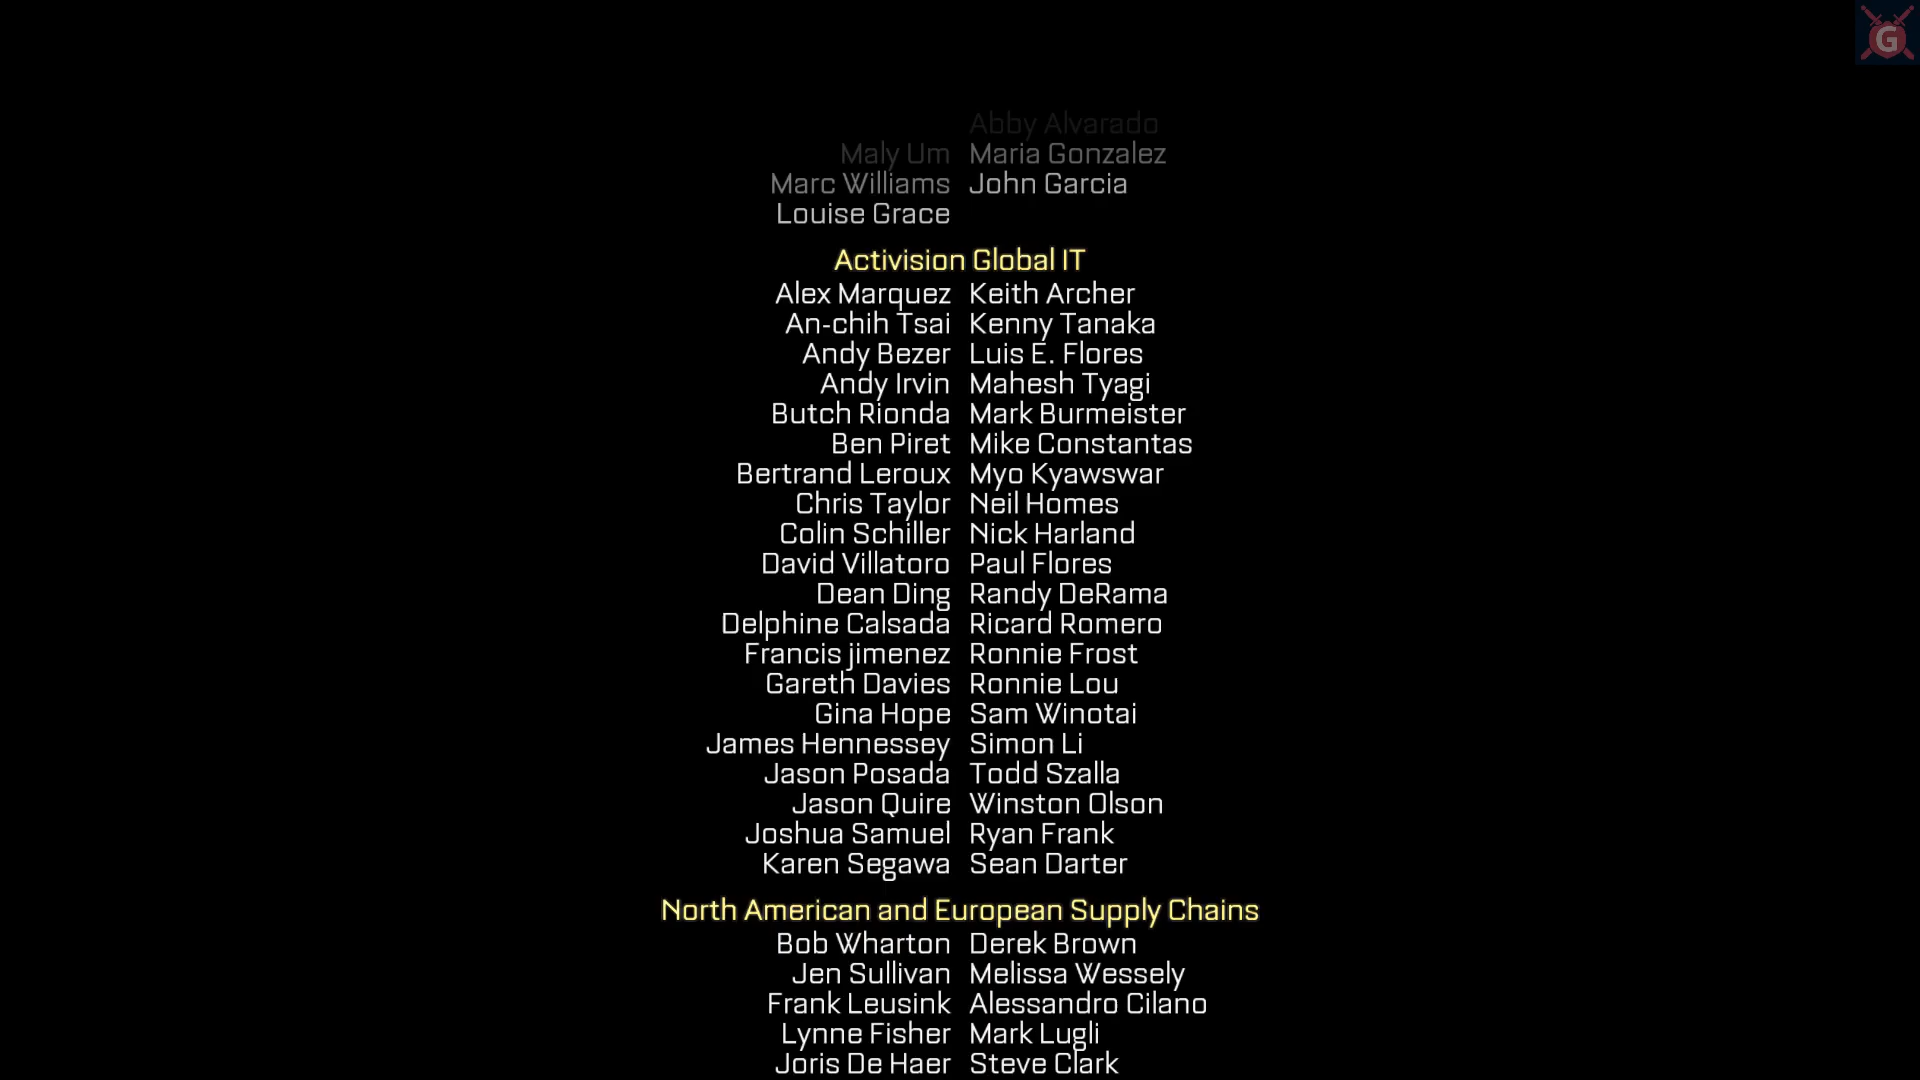 G
Abby Alvarado
Maly Um Maria Gonzalez
Marc Williams John Garcia
Louise Grace
Activision Global IT
Alex Marquez Keith Archer
An-chih Tsai Kenny Tanaka
Andy Bezer Luis E. Flores
Andy Irvin Mahesh Tyagi
Butch Rionda Mark Burmeister
Ben Piret Mike Constantas
Bertrand Leroux Myo Kyawswar
Chris Taylor Neil Homes
Colin Schiller Nick Harland
David Villatoro Paul Flores
Dean Ding Randy DeRama
Delphine Calsada Ricard Romero
Francis jimenez Ronnie Frost
Gareth Davies Ronnie Lou
Gina Hope Sam Winotai
James Hennessey Simon Li
Jason Posada Todd Szalla
Jason Quire Winston Olson
Joshua Samuel Ryan Frank
Karen Segawa Sean Darter
North American and European Supply Chains
Bob Wharton Derek Brown
Jen Sullivan Melissa Wessely
Frank Leusink Alessandro Cilano
Lynne Fisher Mark Lugli
Joris De Haer Steve Clark